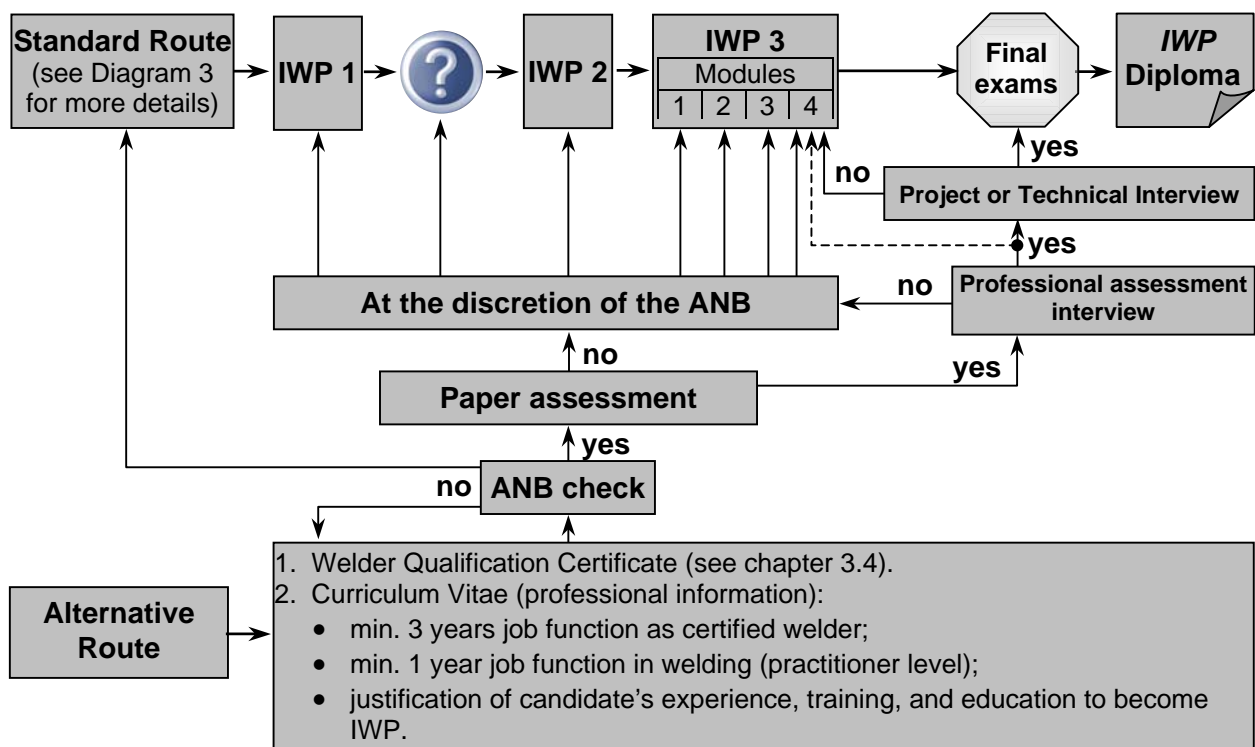 Standard Route
(see Diagram 3
for more details)
IWP 1
?
IWP 2
IWP 3
Modules
1 2 3 4
Final
exams
IWP
Diploma
yes
no
Project or Technical Interview
yes
Professional assessment
interview
no
At the discretion of the ANB
no
yes
Paper assessment
yes
no
ANB check
Alternative
Route
1. Welder Qualification Certificate (see chapter 3.4).
2. Curriculum Vitae (professional information):
• min. 3 years job function as certified welder;
• min. 1 year job function in welding (practitioner level);
• justification of candidate's experience, training, and education to become
IWP.